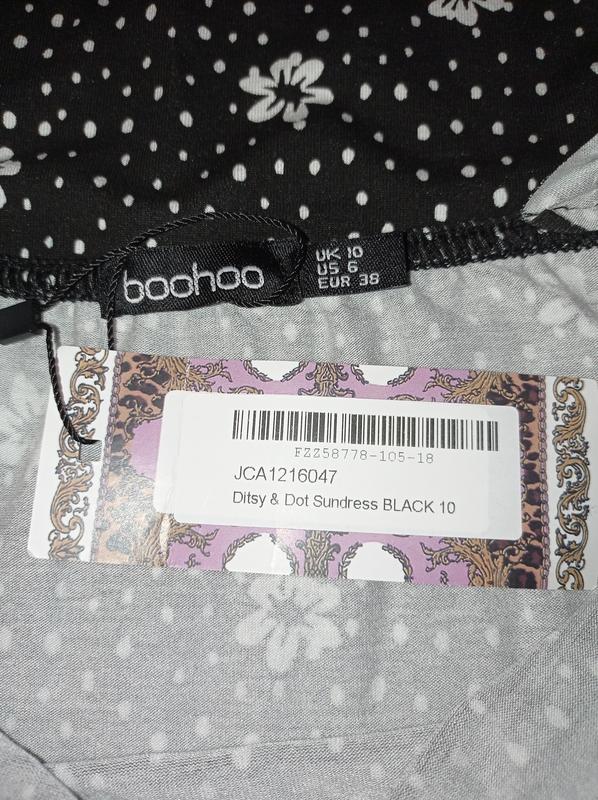 boohoo
UK 10
US 6
EUR 38
FZZ58778-105-18
JCA1216047
Ditsy & Dot Sundress BLACK 10